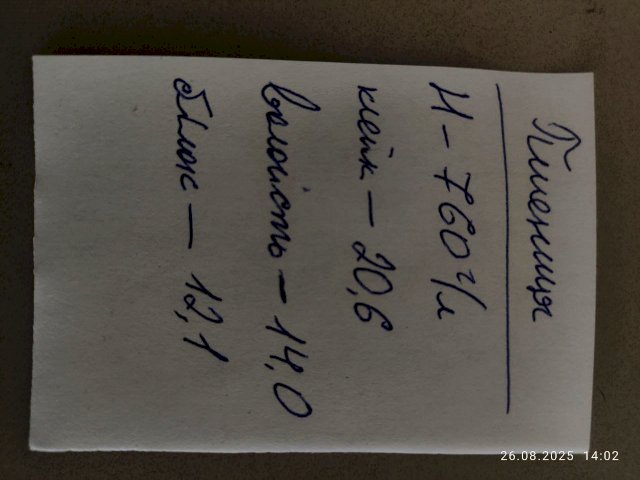 Пшениця
Н - 760 г/л
клейк - 20,6
вологість - 14,0
білок - 12,1
26.08.2025 14:02